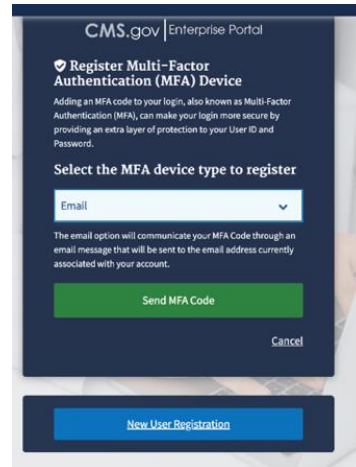 CMS.gov | Enterprise Portal
Register Multi-Factor
Authentication (MFA) Device
Adding an MFA code to your login, also known as Multi-Factor
Authentication (MFA), can make your login more secure by
providing an extra layer of protection to your User ID and
Password.
Select the MFA device type to register
Email
The email option will communicate your MFA Code through an
email message that will be sent to the email address currently
associated with your account.
Send MFA Code
Cancel
New User Registration